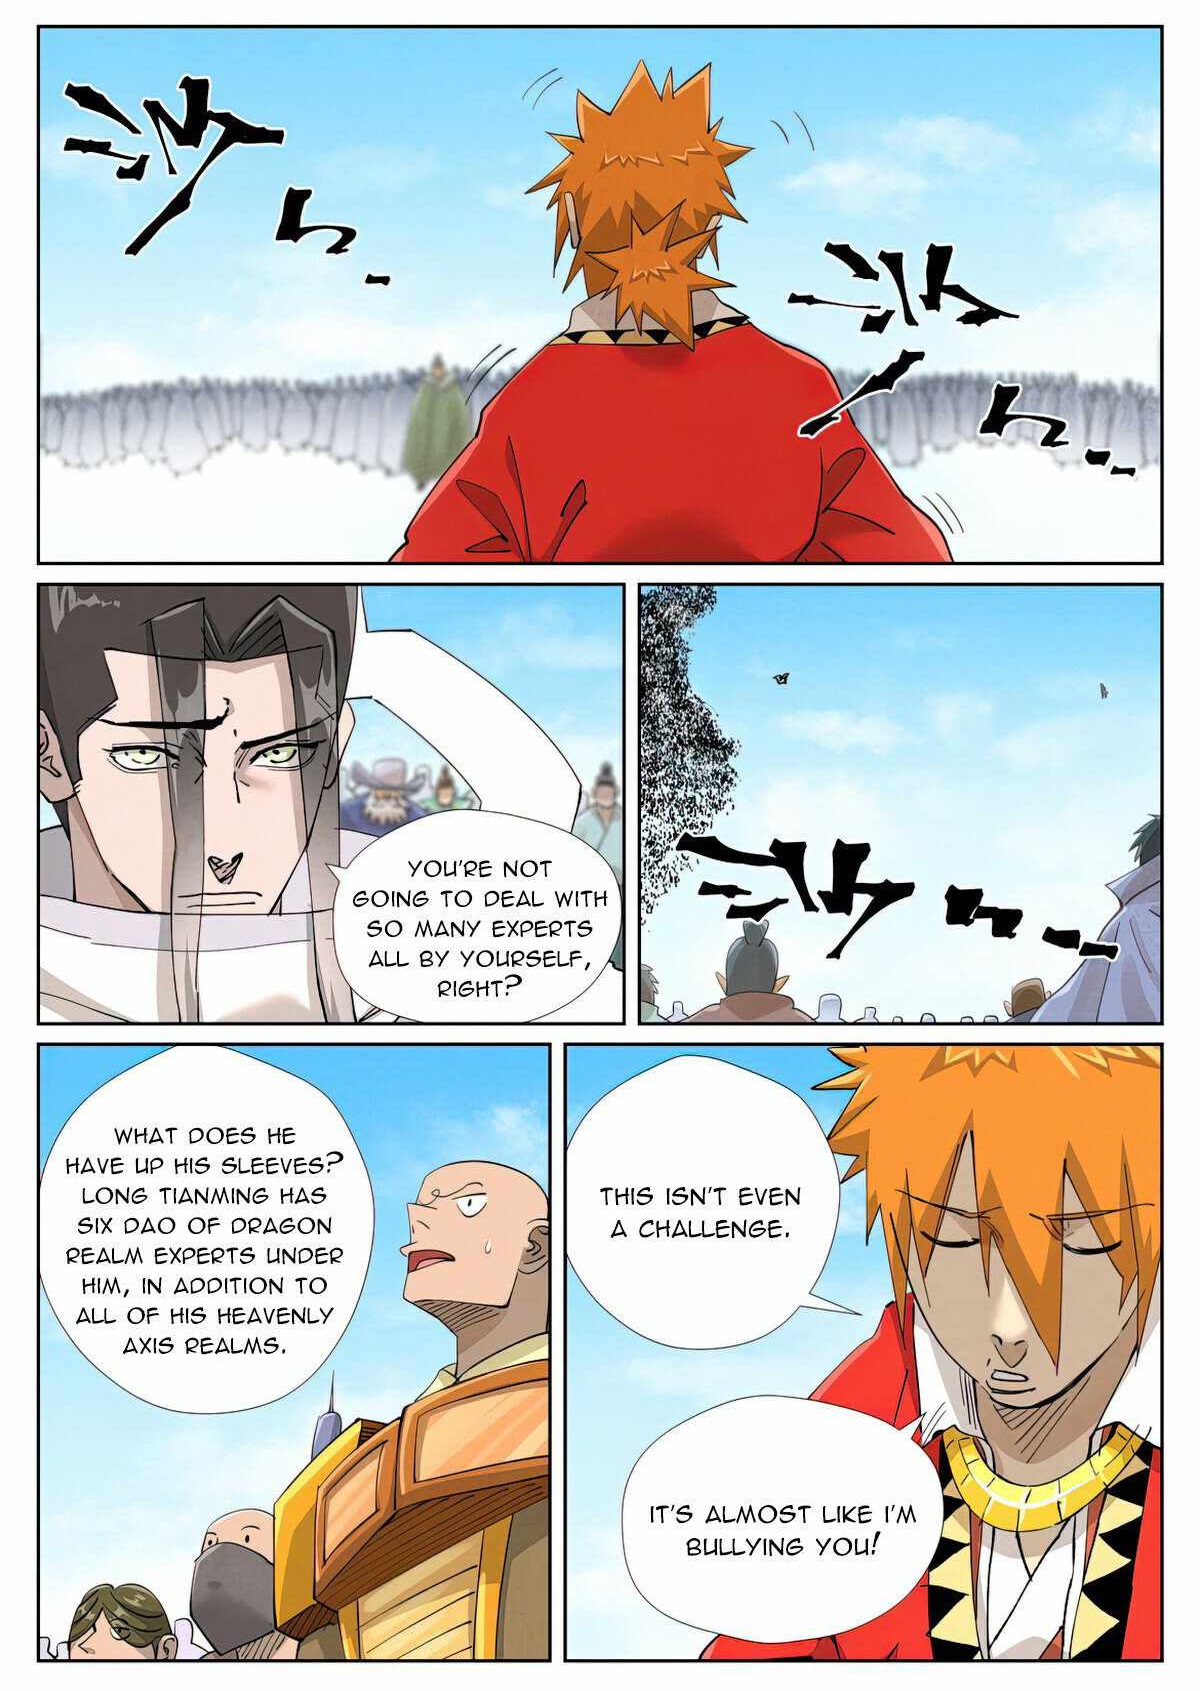 YOU'RE NOT
GOING TO DEAL WITH
SO MANY EXPERTS
ALL BY YOURSELF,
RIGHT?
WHAT DOES HE
HAVE UP HIS SLEEVES?
LONG TIANMING HAS
SIX DAO OF DRAGON
REALM EXPERTS UNDER
HIM, IN ADDITION TO
ALL OF HIS HEAVENLY
AXIS REALMS.
THIS ISN'T EVEN
A CHALLENGE.
IT'S ALMOST LIKE I'M
BULLYING YOU!